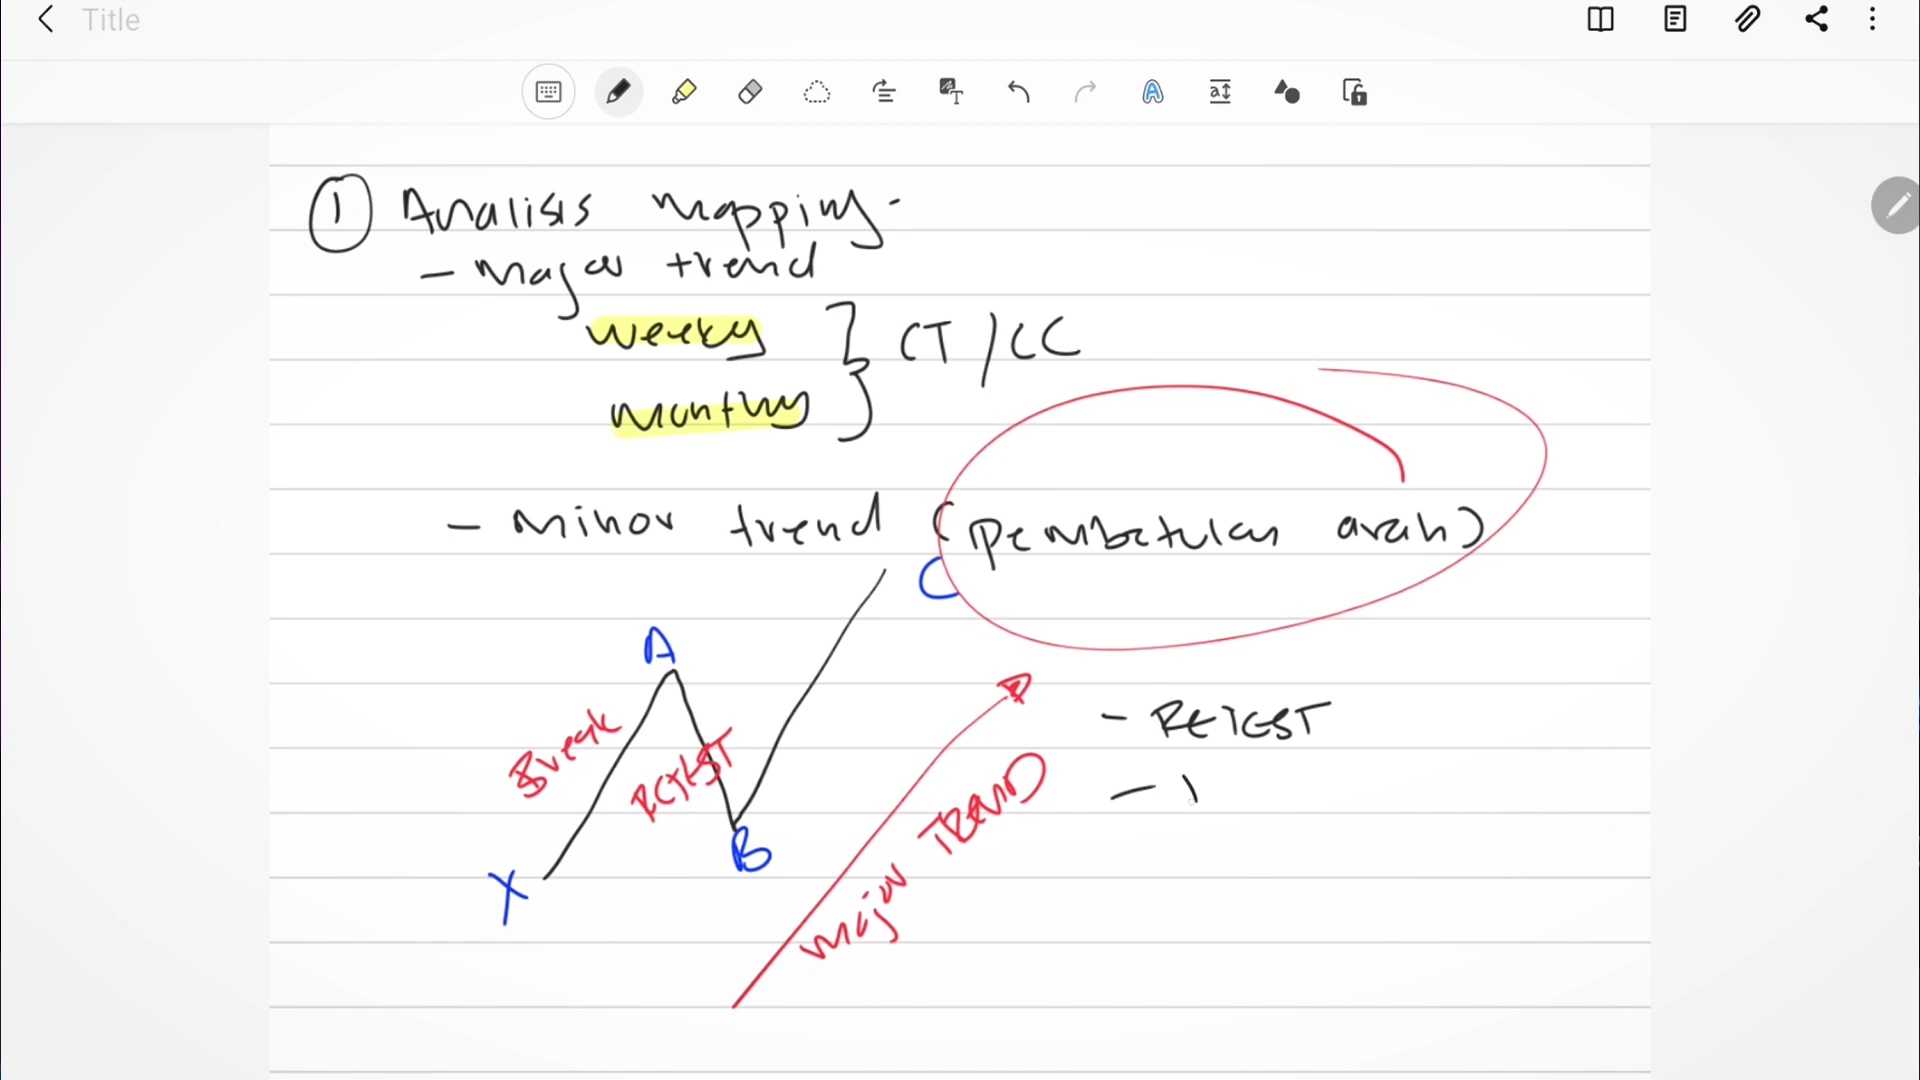 Title
① Analisis mapping.
- Major trend
weekly
} CT/CC
monthly
- Minor trend (pembetulan arah)
C
A
Break
RETEST
- RETEST
-
B
X
Major TREND